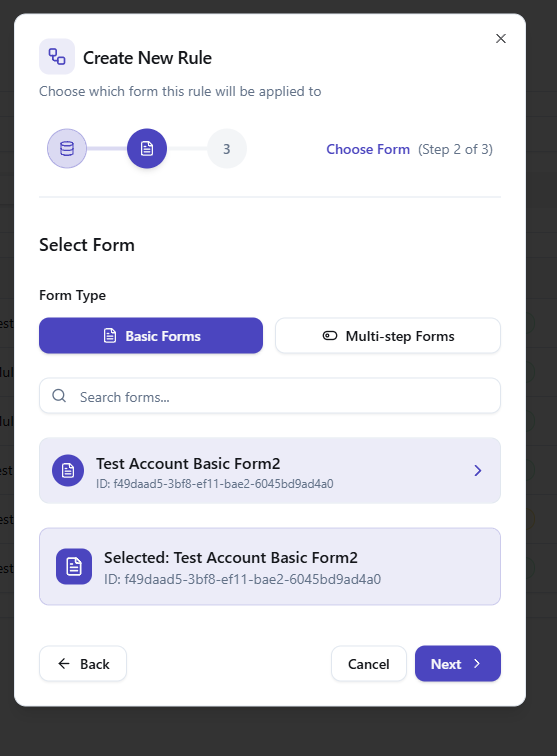 Create New Rule
Choose which form this rule will be applied to
3
Choose Form (Step 2 of 3)
Select Form
Form Type
Basic Forms
Multi-step Forms
Search forms...
Test Account Basic Form2
ID: f49daad5-3bf8-ef11-bae2-6045bd9ad4a0
Selected: Test Account Basic Form2
ID: f49daad5-3bf8-ef11-bae2-6045bd9ad4a0
Back
Cancel
Next